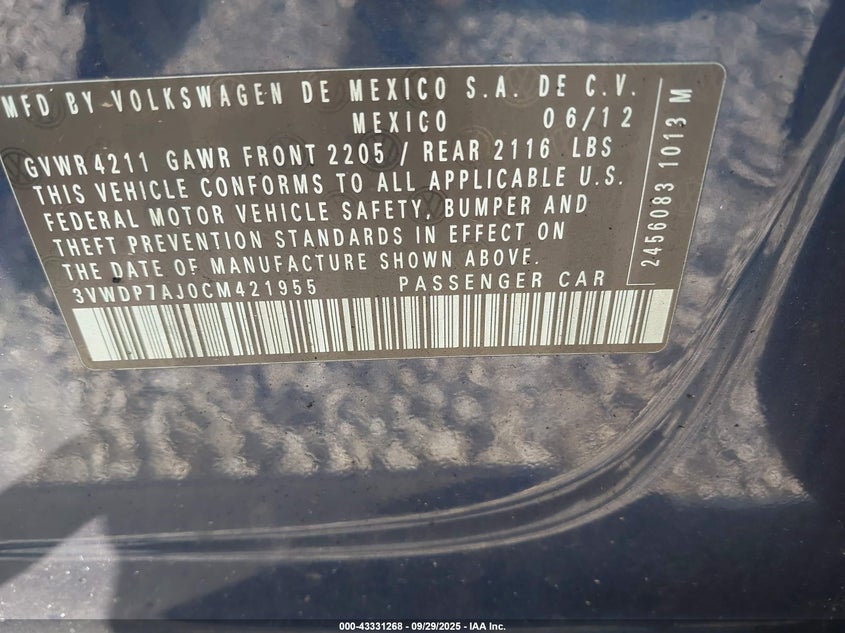 MFD BY VOLKSWAGEN DE MEXICO S.A. DE C.V.
MEXICO 06/12
GVWR 4211 GAWR FRONT 2205 / REAR 2116 LBS
THIS VEHICLE CONFORMS TO ALL APPLICABLE U.S.
FEDERAL MOTOR VEHICLE SAFETY, BUMPER AND
THEFT PREVENTION STANDARDS IN EFFECT ON
THE DATE OF MANUFACTURE SHOWN ABOVE.
3VWDP7AJ0CM421955 PASSENGER CAR
2456083 1013 M
000-43331268 - 09/29/2025 - IAA Inc.